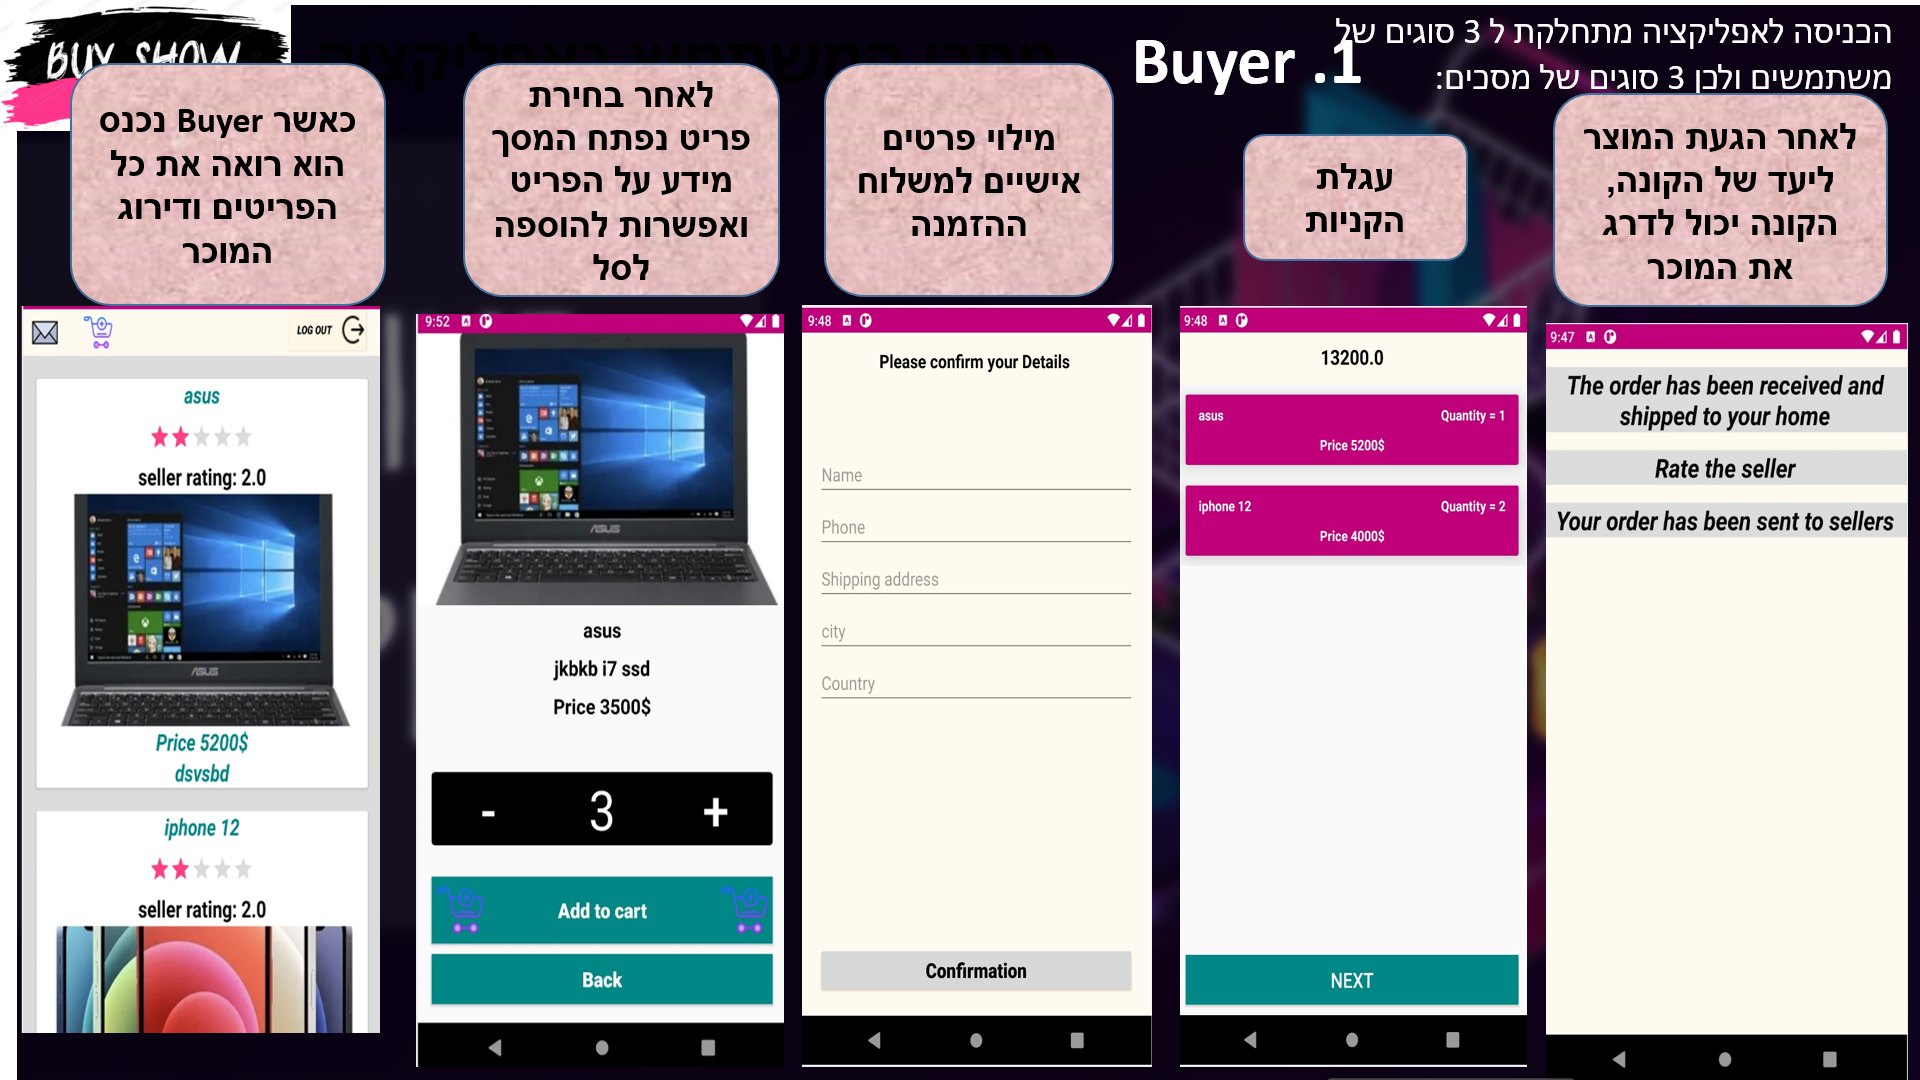 BUY SHOW
מסכי המשתמש באפליקציה
הכניסה לאפליקציה מתחלקת ל 3 סוגים של
משתמשים ולכן 3 סוגים של מסכים:
1. Buyer
כאשר Buyer נכנס
הוא רואה את כל
הפריטים ודירוג
המוכר
לאחר בחירת
פריט נפתח המסך
מידע על הפריט
ואפשרות להוספה
לסל
מילוי פרטים
אישיים למשלוח
ההזמנה
עגלת
הקניות
לאחר הגעת המוצר
ליעד של הקונה,
הקונה יכול לדרג
את המוכר
LOG OUT
asus
seller rating: 2.0
ASUS
Price 5200$
dsvsbd
iphone 12
seller rating: 2.0
9:52
ASUS
asus
jkbkb i7 ssd
Price 3500$
- 3 +
Add to cart
Back
9:48
Please confirm your Details
Name
Phone
Shipping address
city
Country
Confirmation
9:48
13200.0
asus Quantity = 1
Price 5200$
iphone 12 Quantity = 2
Price 4000$
NEXT
9:47
The order has been received and
shipped to your home
Rate the seller
Your order has been sent to sellers